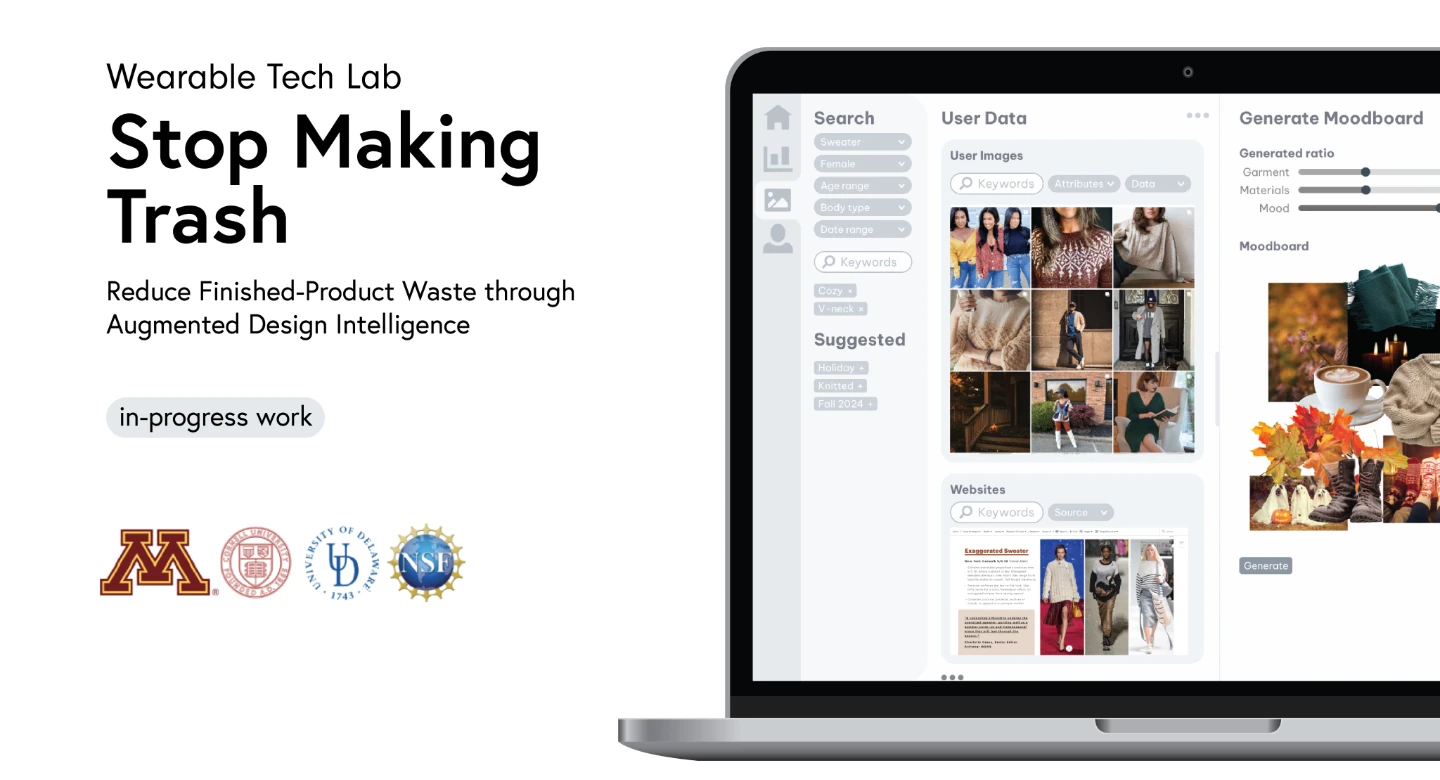 Wearable Tech Lab
Stop Making
Trash
Reduce Finished-Product Waste through
Augmented Design Intelligence
in-progress work
M
®
CORNELL UNIVERSITY
FOUNDED A.D.
UNIVERSITY OF DELAWARE
UD
1743
NSF
Search
Sweater
Female
Age range
Body type
Date range
Keywords
Cozy +
V-neck ×
Suggested
Holiday +
Knitted +
Fall 2024 +
User Data
User Images
Keywords
Attributes
Data
Websites
Keywords
Source
Exaggerated Sweater
Generate Moodboard
Generated ratio
Garment
Materials
Mood
Moodboard
Generate